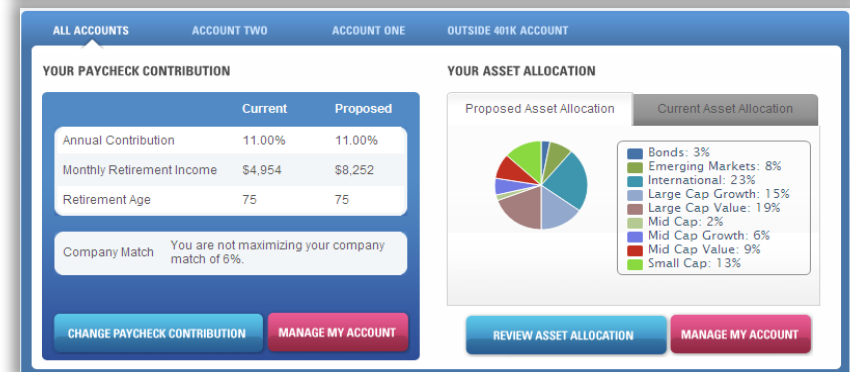 ALL ACCOUNTS ACCOUNT TWO ACCOUNT ONE OUTSIDE 401K ACCOUNT
YOUR PAYCHECK CONTRIBUTION
Current Proposed
Annual Contribution 11.00% 11.00%
Monthly Retirement Income $4,954 $8,252
Retirement Age 75 75
Company Match You are not maximizing your company
match of 6%.
CHANGE PAYCHECK CONTRIBUTION MANAGE MY ACCOUNT
YOUR ASSET ALLOCATION
Proposed Asset Allocation Current Asset Allocation
Bonds: 3%
Emerging Markets: 8%
International: 23%
Large Cap Growth: 15%
Large Cap Value: 19%
Mid Cap: 2%
Mid Cap Growth: 6%
Mid Cap Value: 9%
Small Cap: 13%
REVIEW ASSET ALLOCATION MANAGE MY ACCOUNT